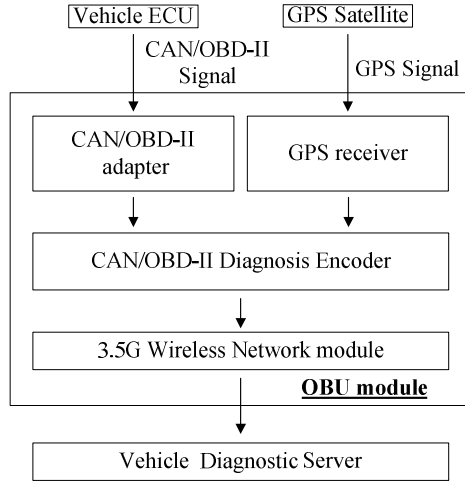 Vehicle ECU
GPS Satellite
CAN/OBD-II
Signal
GPS Signal
CAN/OBD-II
adapter
GPS receiver
CAN/OBD-II Diagnosis Encoder
3.5G Wireless Network module
OBU module
Vehicle Diagnostic Server